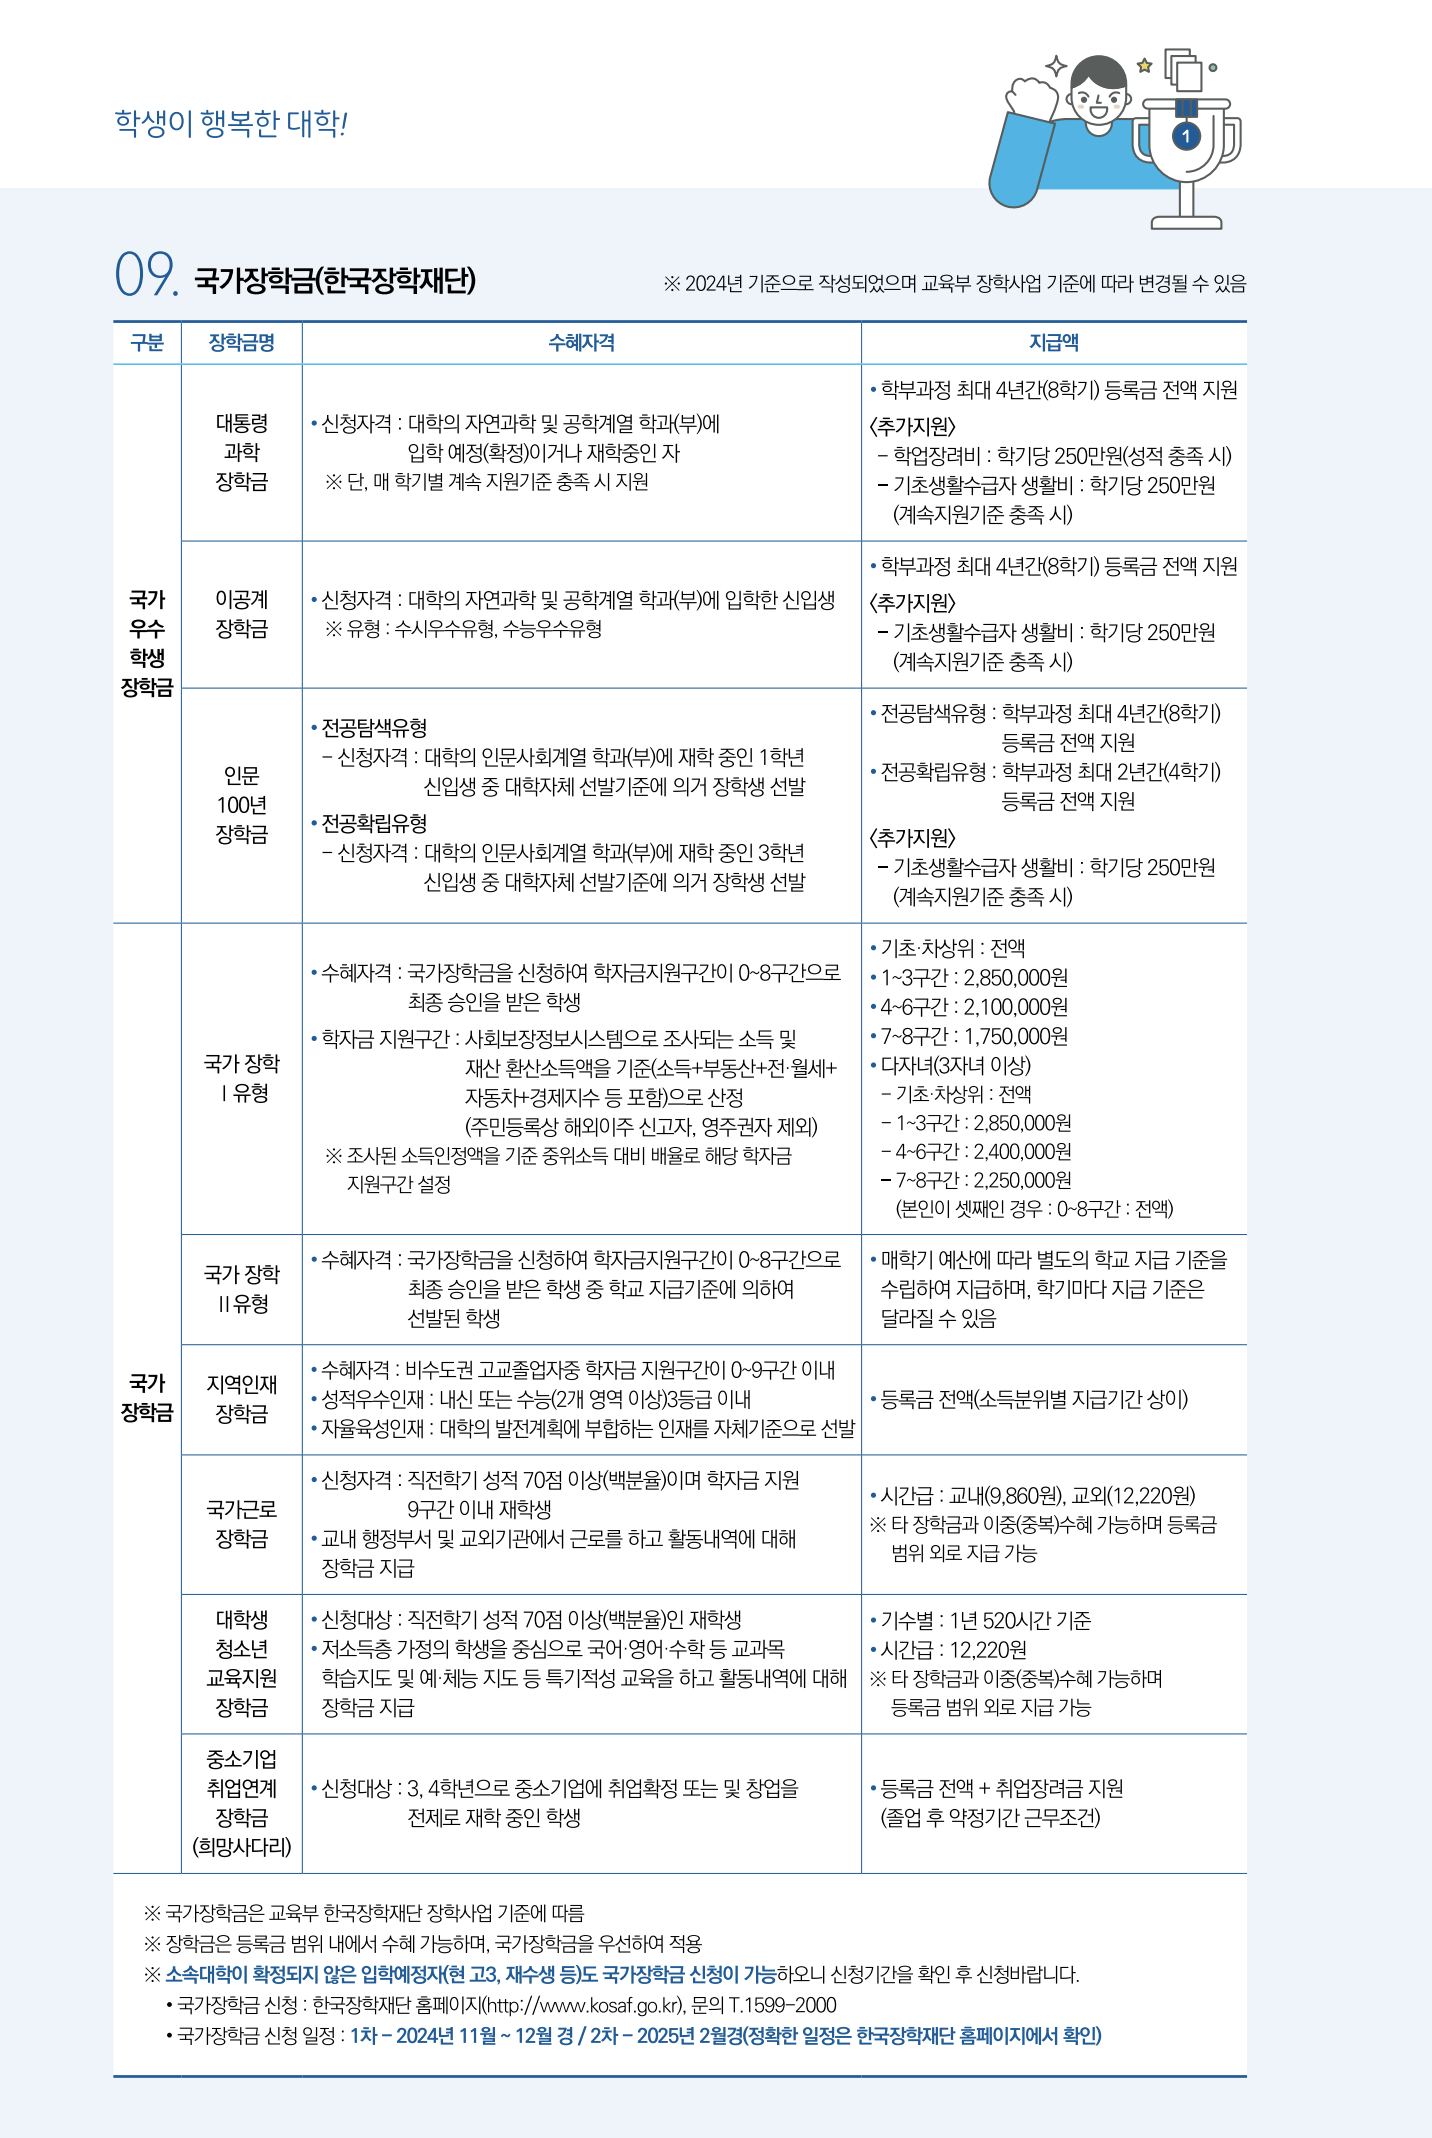 학생이 행복한 대학!
1
09. 국가장학금(한국장학재단)
※ 2024년 기준으로 작성되었으며 교육부 장학사업 기준에 따라 변경될 수 있음
구분 장학금명 수혜자격 지급액
국가
우수
학생
장학금
대통령
과학
장학금
• 신청자격 : 대학의 자연과학 및 공학계열 학과(부)에
입학 예정(확정)이거나 재학중인 자
※ 단, 매 학기별 계속 지원기준 충족 시 지원
• 학부과정 최대 4년간(8학기) 등록금 전액 지원
〈추가지원〉
– 학업장려비 : 학기당 250만원(성적 충족 시)
– 기초생활수급자 생활비 : 학기당 250만원
(계속지원기준 충족 시)
이공계
장학금
• 신청자격 : 대학의 자연과학 및 공학계열 학과(부)에 입학한 신입생
※ 유형 : 수시우수유형, 수능우수유형
• 학부과정 최대 4년간(8학기) 등록금 전액 지원
〈추가지원〉
– 기초생활수급자 생활비 : 학기당 250만원
(계속지원기준 충족 시)
인문
100년
장학금
• 전공탐색유형
– 신청자격 : 대학의 인문사회계열 학과(부)에 재학 중인 1학년
신입생 중 대학자체 선발기준에 의거 장학생 선발
• 전공확립유형
– 신청자격 : 대학의 인문사회계열 학과(부)에 재학 중인 3학년
신입생 중 대학자체 선발기준에 의거 장학생 선발
• 전공탐색유형 : 학부과정 최대 4년간(8학기)
등록금 전액 지원
• 전공확립유형 : 학부과정 최대 2년간(4학기)
등록금 전액 지원
〈추가지원〉
– 기초생활수급자 생활비 : 학기당 250만원
(계속지원기준 충족 시)
국가
장학금
국가 장학
Ⅰ유형
• 수혜자격 : 국가장학금을 신청하여 학자금지원구간이 0~8구간으로
최종 승인을 받은 학생
• 학자금 지원구간 : 사회보장정보시스템으로 조사되는 소득 및
재산 환산소득액을 기준(소득+부동산+전·월세+
자동차+경제지수 등 포함)으로 산정
(주민등록상 해외이주 신고자, 영주권자 제외)
※ 조사된 소득인정액을 기준 중위소득 대비 배율로 해당 학자금
지원구간 설정
• 기초·차상위 : 전액
• 1~3구간 : 2,850,000원
• 4~6구간 : 2,100,000원
• 7~8구간 : 1,750,000원
• 다자녀(3자녀 이상)
– 기초·차상위 : 전액
– 1~3구간 : 2,850,000원
– 4~6구간 : 2,400,000원
– 7~8구간 : 2,250,000원
(본인이 셋째인 경우 : 0~8구간 : 전액)
국가 장학
Ⅱ유형
• 수혜자격 : 국가장학금을 신청하여 학자금지원구간이 0~8구간으로
최종 승인을 받은 학생 중 학교 지급기준에 의하여
선발된 학생
• 매학기 예산에 따라 별도의 학교 지급 기준을
수립하여 지급하며, 학기마다 지급 기준은
달라질 수 있음
지역인재
장학금
• 수혜자격 : 비수도권 고교졸업자중 학자금 지원구간이 0~9구간 이내
• 성적우수인재 : 내신 또는 수능(2개 영역 이상)3등급 이내
• 자율육성인재 : 대학의 발전계획에 부합하는 인재를 자체기준으로 선발
• 등록금 전액(소득분위별 지급기간 상이)
국가근로
장학금
• 신청자격 : 직전학기 성적 70점 이상(백분율)이며 학자금 지원
9구간 이내 재학생
• 교내 행정부서 및 교외기관에서 근로를 하고 활동내역에 대해
장학금 지급
• 시간급 : 교내(9,860원), 교외(12,220원)
※ 타 장학금과 이중(중복)수혜 가능하며 등록금
범위 외로 지급 가능
대학생
청소년
교육지원
장학금
• 신청대상 : 직전학기 성적 70점 이상(백분율)인 재학생
• 저소득층 가정의 학생을 중심으로 국어·영어·수학 등 교과목
학습지도 및 예·체능 지도 등 특기적성 교육을 하고 활동내역에 대해
장학금 지급
• 기수별 : 1년 520시간 기준
• 시간급 : 12,220원
※ 타 장학금과 이중(중복)수혜 가능하며
등록금 범위 외로 지급 가능
중소기업
취업연계
장학금
(희망사다리)
• 신청대상 : 3, 4학년으로 중소기업에 취업확정 또는 및 창업을
전제로 재학 중인 학생
• 등록금 전액 + 취업장려금 지원
(졸업 후 약정기간 근무조건)
※ 국가장학금은 교육부 한국장학재단 장학사업 기준에 따름
※ 장학금은 등록금 범위 내에서 수혜 가능하며, 국가장학금을 우선하여 적용
※ 소속대학이 확정되지 않은 입학예정자(현 고3, 재수생 등)도 국가장학금 신청이 가능하오니 신청기간을 확인 후 신청바랍니다.
• 국가장학금 신청 : 한국장학재단 홈페이지(http://www.kosaf.go.kr), 문의 T.1599-2000
• 국가장학금 신청 일정 : 1차 – 2024년 11월 ~ 12월 경 / 2차 – 2025년 2월경(정확한 일정은 한국장학재단 홈페이지에서 확인)